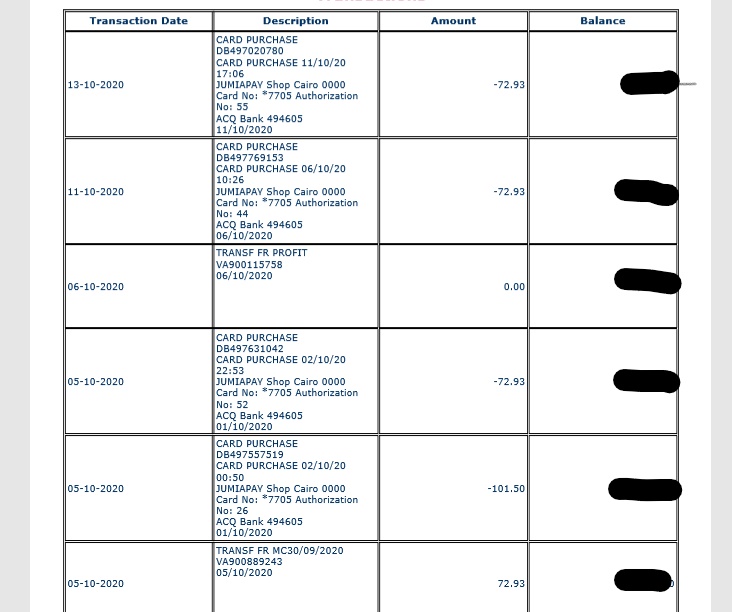 Transaction Date Description Amount Balance
CARD PURCHASE
DB497020780
CARD PURCHASE 11/10/20
17:06
13-10-2020 JUMIAPAY Shop Cairo 0000 -72.93
Card No: *7705 Authorization
No: 55
ACQ Bank 494605
11/10/2020
CARD PURCHASE
DB497769153
CARD PURCHASE 06/10/20
10:26
11-10-2020 JUMIAPAY Shop Cairo 0000 -72.93
Card No: *7705 Authorization
No: 44
ACQ Bank 494605
06/10/2020
TRANSF FR PROFIT
VA900115758
06/10/2020
06-10-2020 0.00
CARD PURCHASE
DB497631042
CARD PURCHASE 02/10/20
22:53
05-10-2020 JUMIAPAY Shop Cairo 0000 -72.93
Card No: *7705 Authorization
No: 52
ACQ Bank 494605
01/10/2020
CARD PURCHASE
DB497557519
CARD PURCHASE 02/10/20
00:50
05-10-2020 JUMIAPAY Shop Cairo 0000 -101.50
Card No: *7705 Authorization
No: 26
ACQ Bank 494605
01/10/2020
TRANSF FR MC30/09/2020
VA900889243
05/10/2020
05-10-2020 72.93